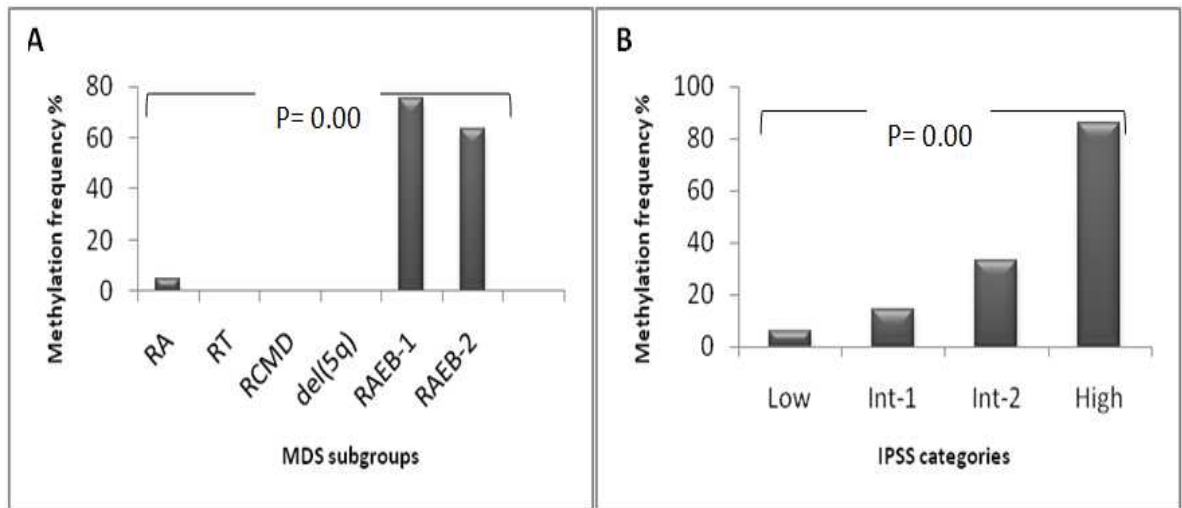 A
Methylation frequency %
80
60
40
20
0
P= 0.00
RA
RT
RCMD
del(5q)
RAEB-1
RAEB-2
MDS subgroups
B
Methylation frequency %
100
80
60
40
20
0
P= 0.00
Low Int-1 Int-2 High
IPSS categories